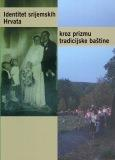 Identitet srijemskih
Hrvata
kroz prizmu
tradicijske baštine